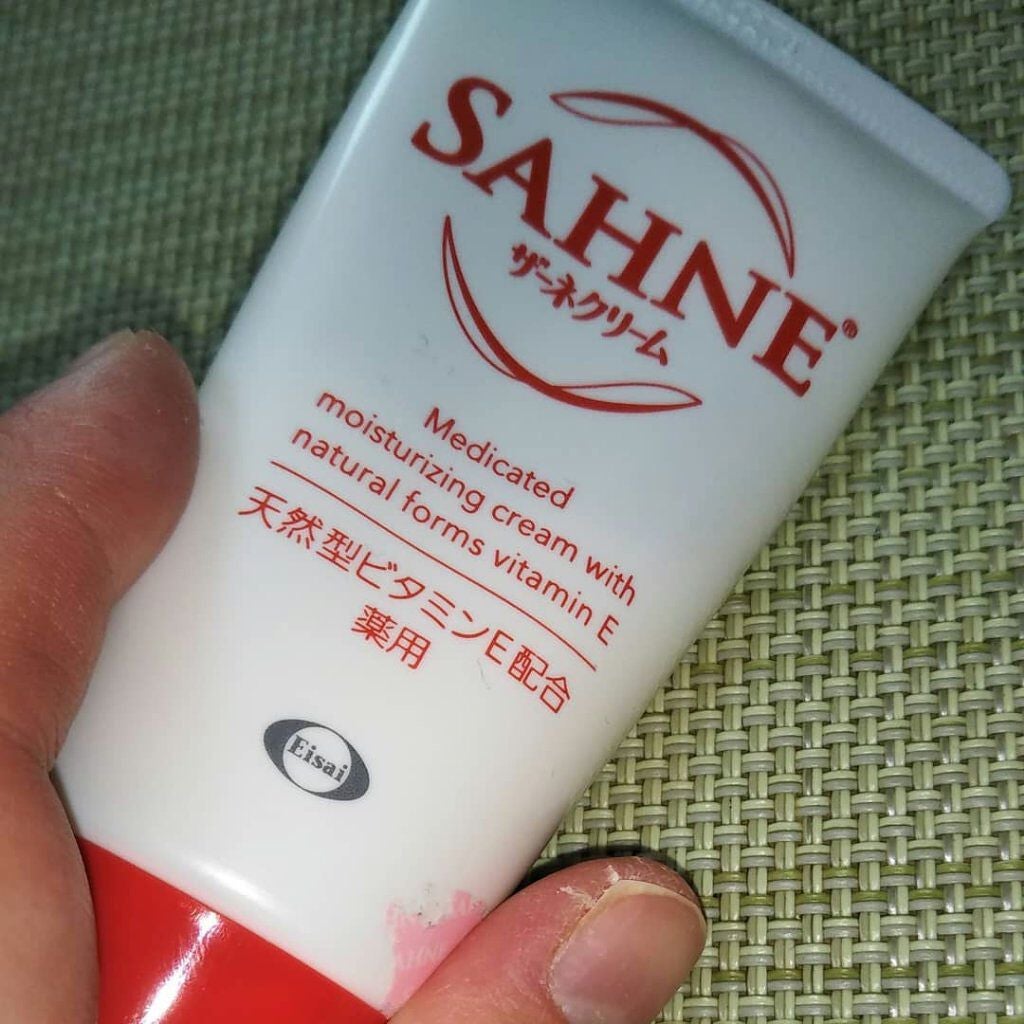 SAHNE®
ザーネクリーム
Medicated
moisturizing cream with
natural forms vitamin E
天然型ビタミンE配合
薬用
Eisai